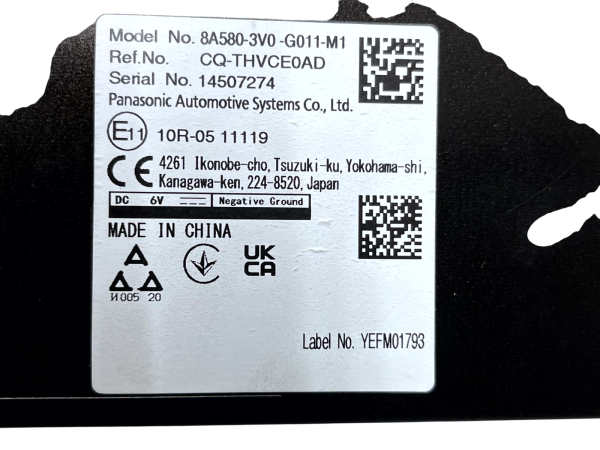 Model No. 8A580-3V0 -G011-M1
Ref.No. CQ-THVCE0AD
Serial No. 14507274
Panasonic Automotive Systems Co., Ltd.
E11 10R-05 11119
CE 4261 Ikonobe-cho, Tsuzuki-ku, Yokohama-shi,
Kanagawa-ken, 224-8520, Japan
DC 6V Negative Ground
MADE IN CHINA
UK
CA
И005 20
Label No. YEFM01793